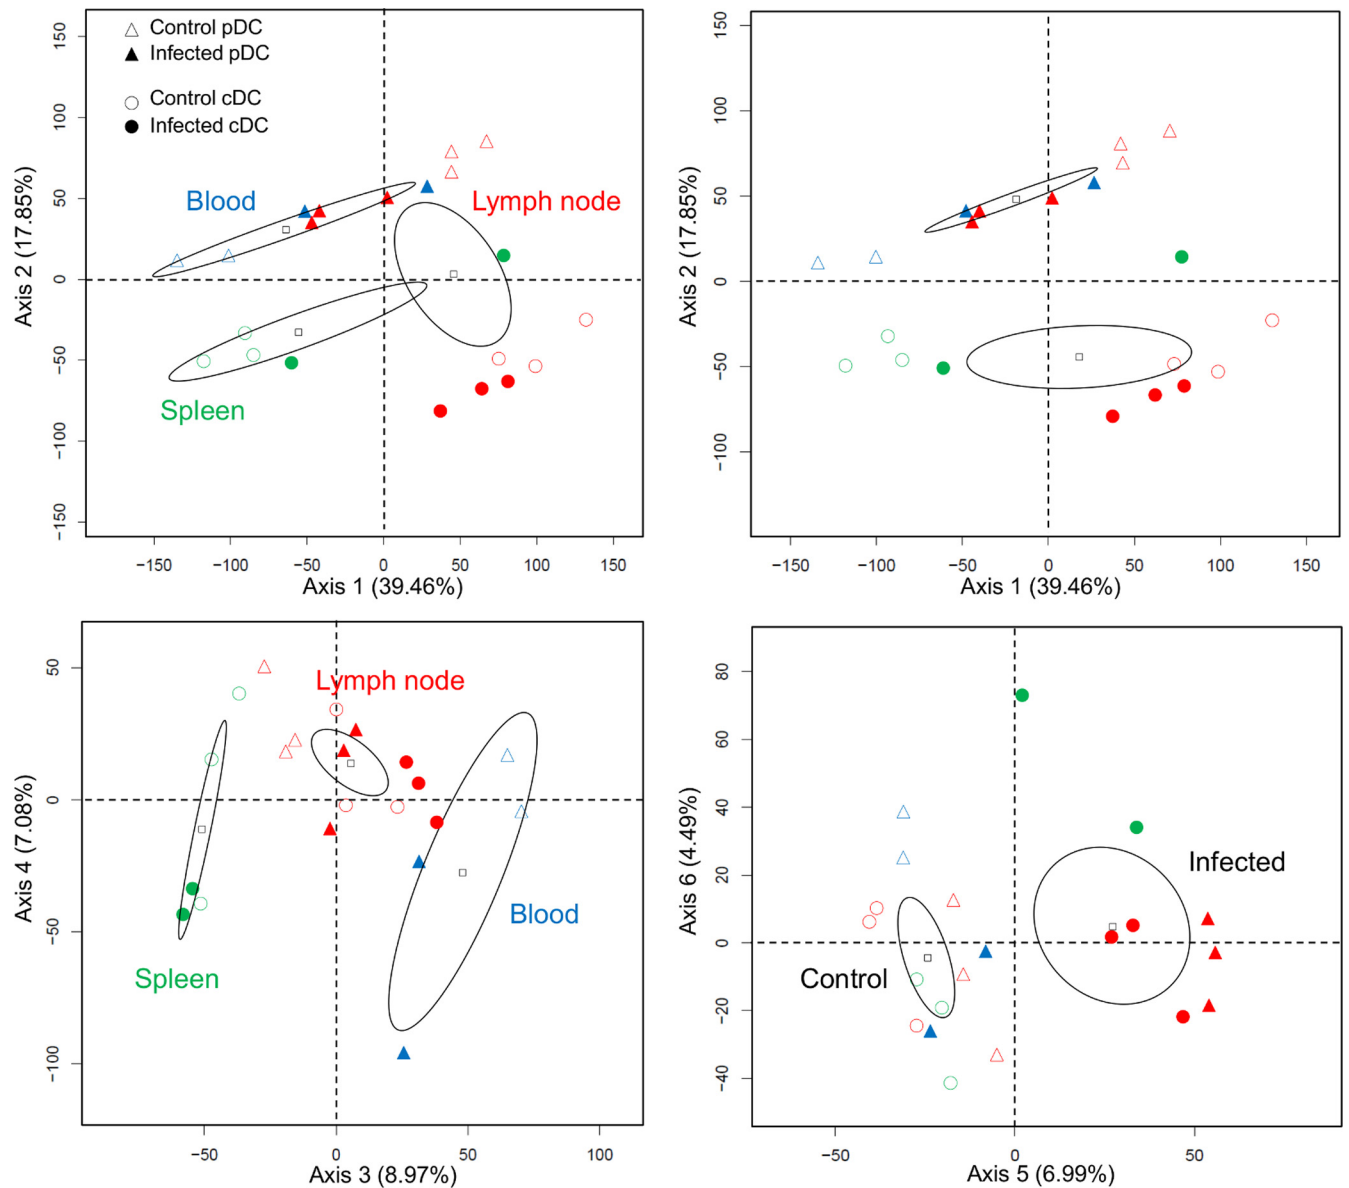 Control pDC
Infected pDC
Control cDC
Infected cDC
Blood
Lymph node
Spleen
Axis 2 (17.85%)
150
100
50
0
−50
−100
−150
−150 −100 −50 0 50 100 150
Axis 1 (39.46%)
Axis 2 (17.85%)
150
100
50
0
−50
−100
−150 −100 −50 0 50 100 150
Axis 1 (39.46%)
Lymph node
Blood
Spleen
Axis 4 (7.08%)
50
0
−50
−100
−50 0 50 100
Axis 3 (8.97%)
Infected
Control
Axis 6 (4.49%)
80
60
40
20
0
−20
−40
−50 0 50
Axis 5 (6.99%)